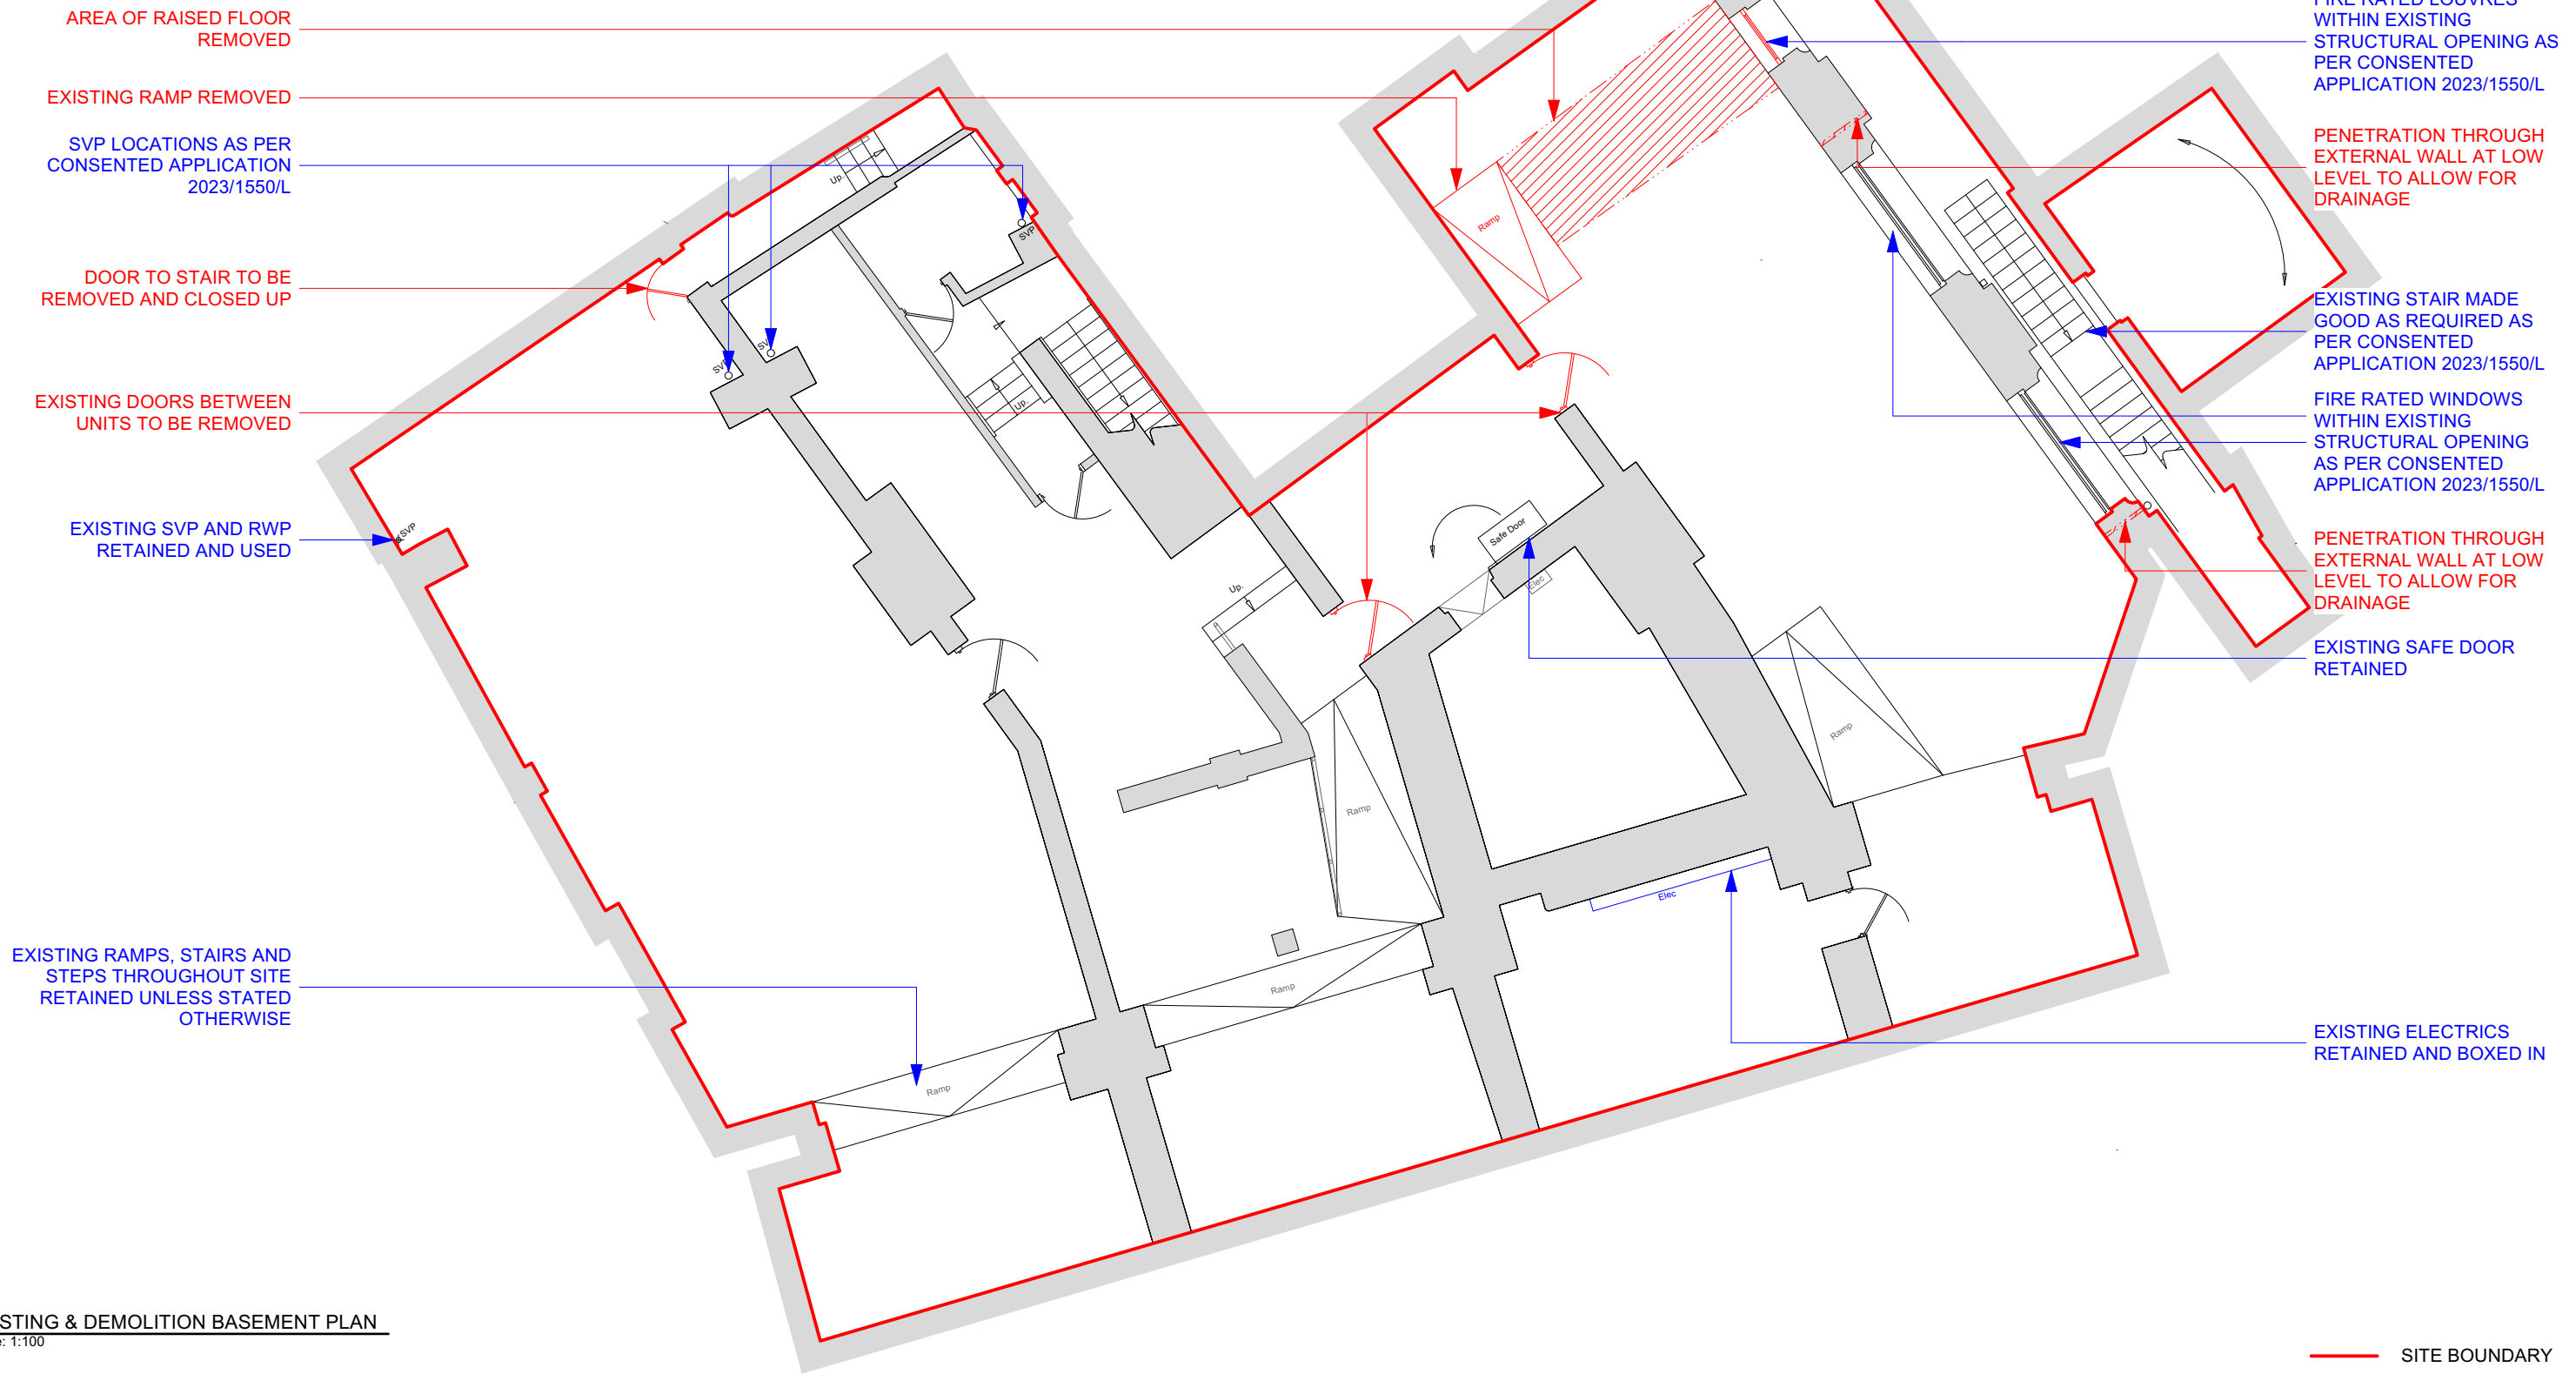 AREA OF RAISED FLOOR
REMOVED
EXISTING RAMP REMOVED
SVP LOCATIONS AS PER
CONSENTED APPLICATION
2023/1550/L
DOOR TO STAIR TO BE
REMOVED AND CLOSED UP
EXISTING DOORS BETWEEN
UNITS TO BE REMOVED
EXISTING SVP AND RWP
RETAINED AND USED
EXISTING RAMPS, STAIRS AND
STEPS THROUGHOUT SITE
RETAINED UNLESS STATED
OTHERWISE
Up.
SVP
SVP
SVP
Up.
SVP
Up.
Ramp
Safe Door
Elec
Ramp
Ramp
Ramp
Ramp
Elec
FIRE RATED LOUVRES
WITHIN EXISTING
STRUCTURAL OPENING AS
PER CONSENTED
APPLICATION 2023/1550/L
PENETRATION THROUGH
EXTERNAL WALL AT LOW
LEVEL TO ALLOW FOR
DRAINAGE
EXISTING STAIR MADE
GOOD AS REQUIRED AS
PER CONSENTED
APPLICATION 2023/1550/L
FIRE RATED WINDOWS
WITHIN EXISTING
STRUCTURAL OPENING
AS PER CONSENTED
APPLICATION 2023/1550/L
PENETRATION THROUGH
EXTERNAL WALL AT LOW
LEVEL TO ALLOW FOR
DRAINAGE
EXISTING SAFE DOOR
RETAINED
EXISTING ELECTRICS
RETAINED AND BOXED IN
STING & DEMOLITION BASEMENT PLAN
e: 1:100
SITE BOUNDARY